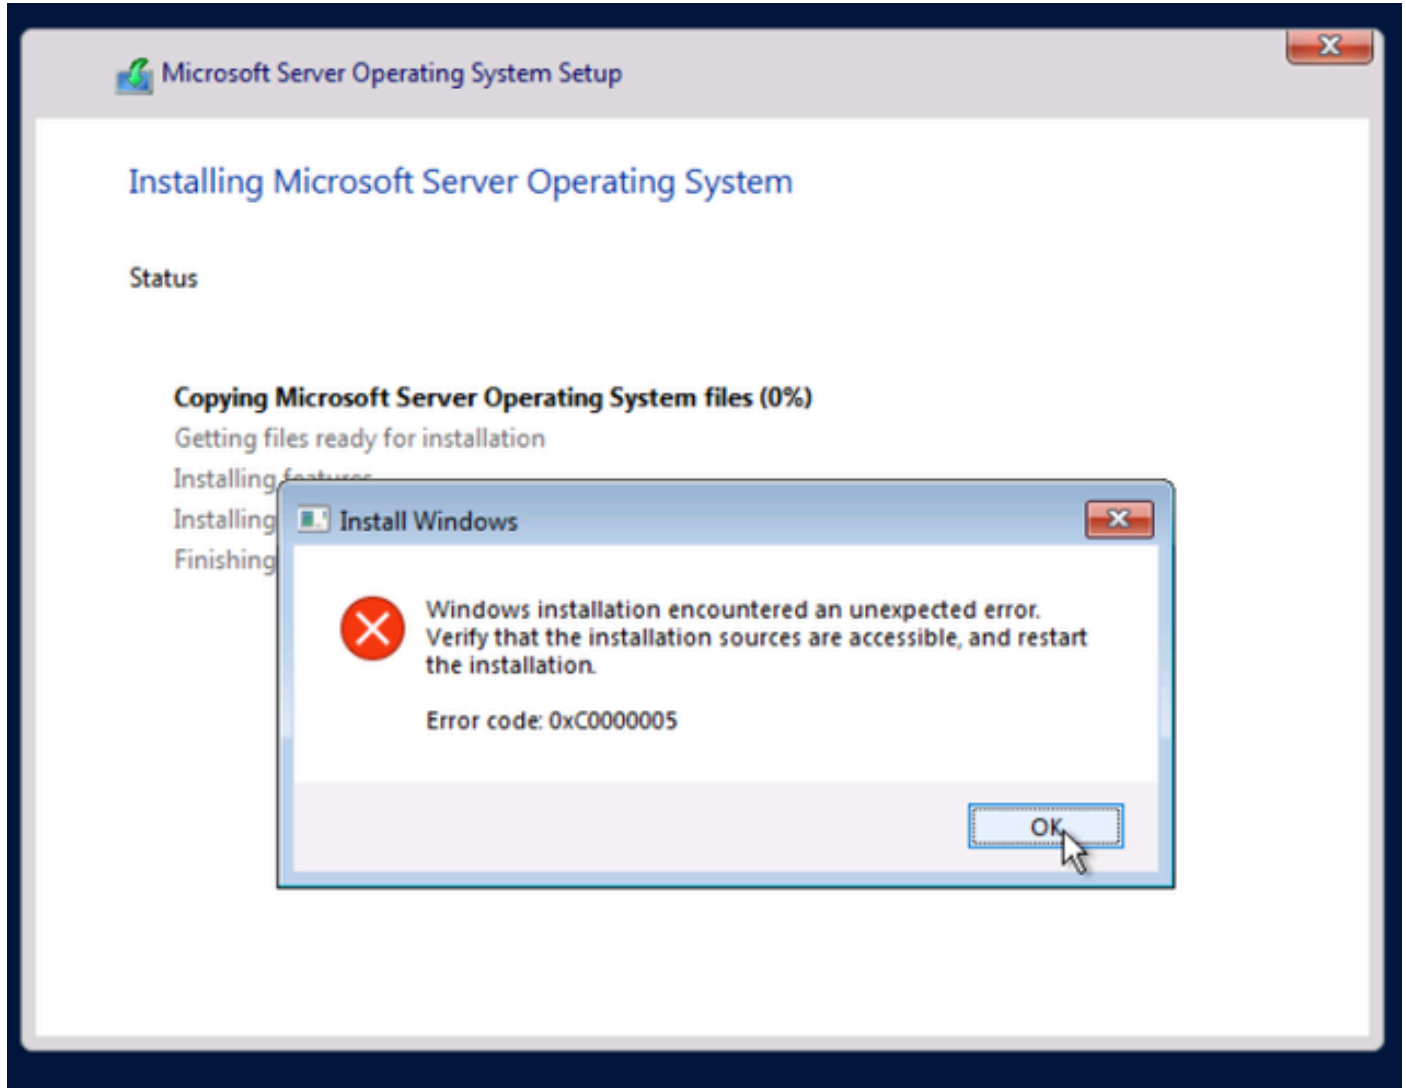 Microsoft Server Operating System Setup
Installing Microsoft Server Operating System
Status
Copying Microsoft Server Operating System files (0%)
Getting files ready for installation
Installing features
Installing
Finishing
Install Windows
Windows installation encountered an unexpected error.
Verify that the installation sources are accessible, and restart
the installation.
Error code: 0xC0000005
OK